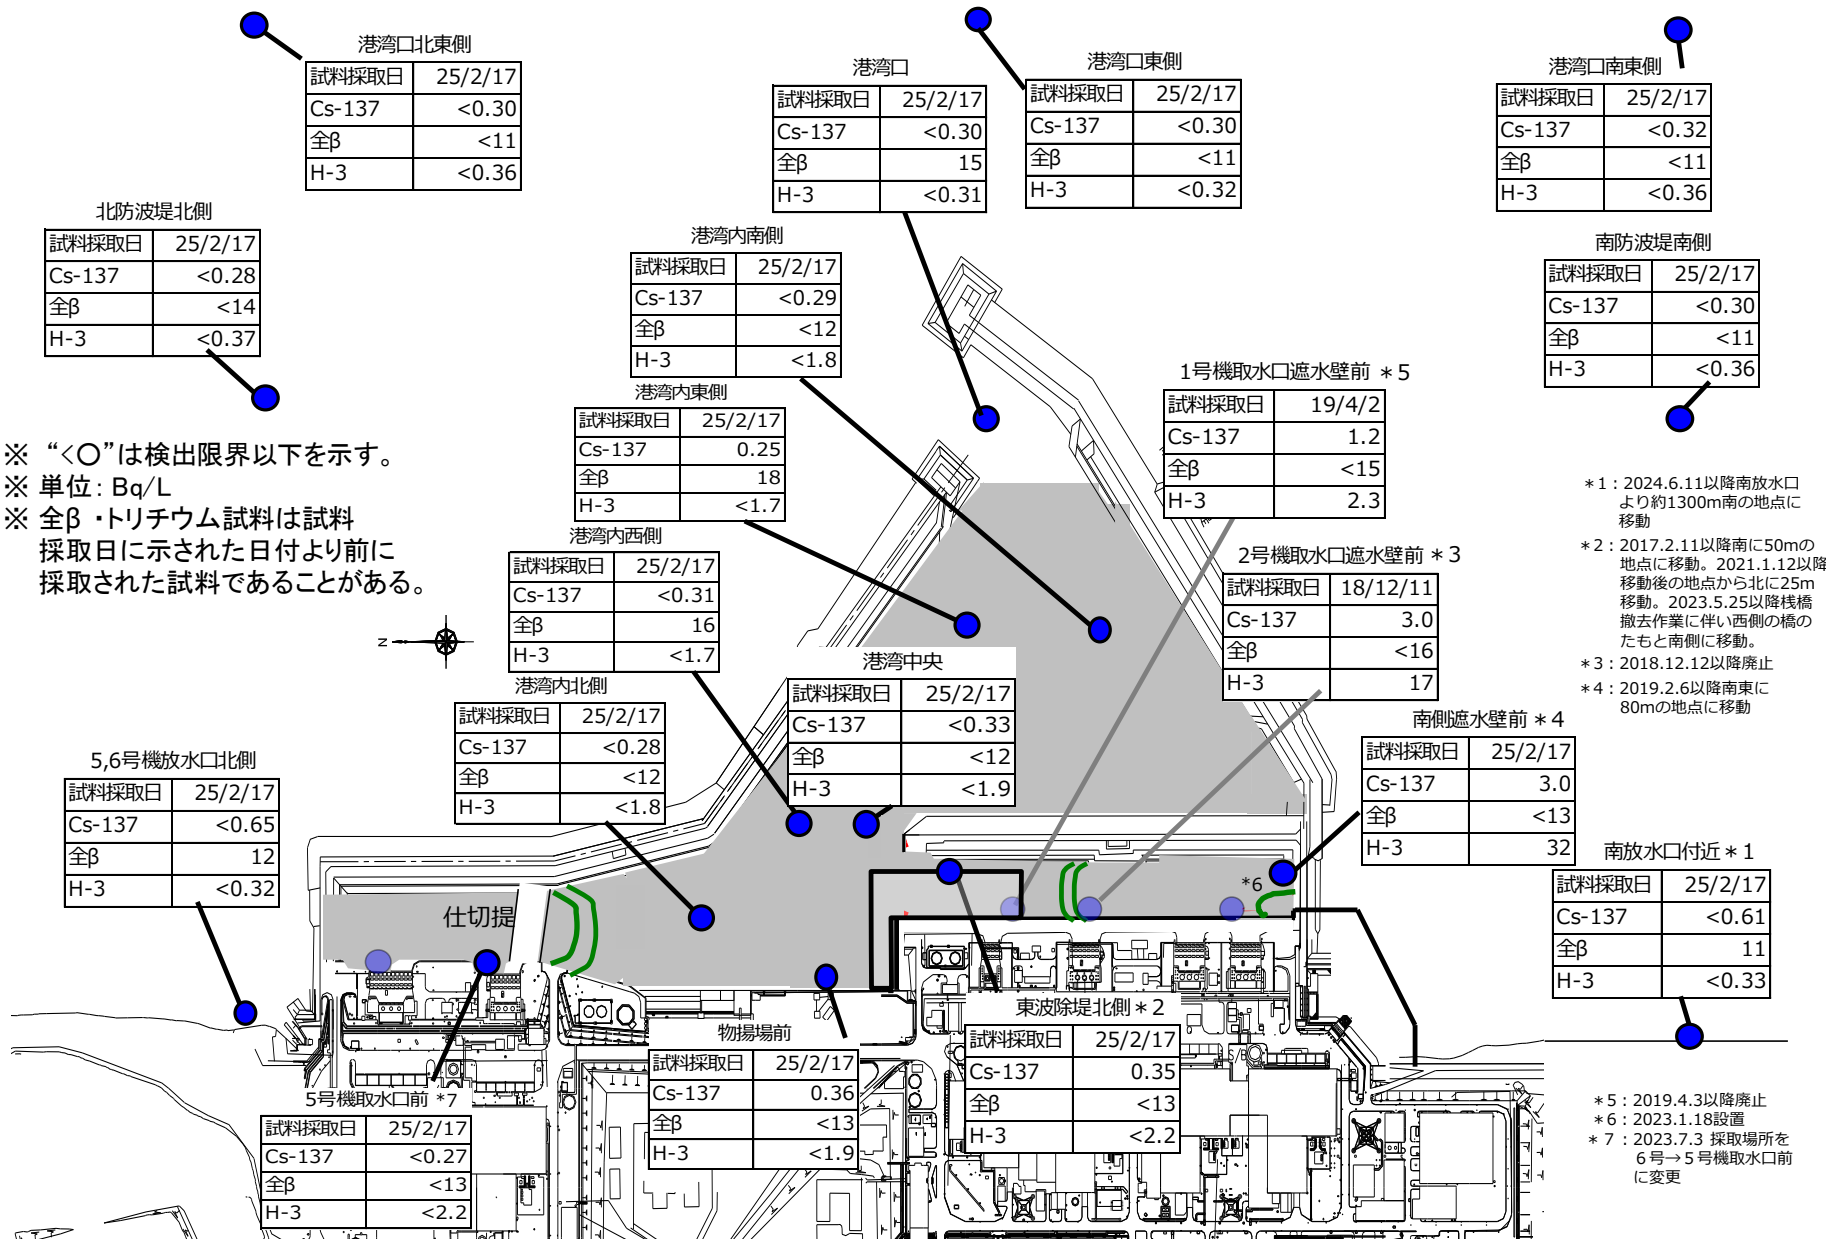 港湾口北東側
試料採取日 25/2/17
Cs-137 <0.30
全β <11
H-3 <0.36
港湾口
試料採取日 25/2/17
Cs-137 <0.30
全β 15
H-3 <0.31
港湾口東側
試料採取日 25/2/17
Cs-137 <0.30
全β <11
H-3 <0.32
港湾口南東側
試料採取日 25/2/17
Cs-137 <0.32
全β <11
H-3 <0.36
北防波堤北側
試料採取日 25/2/17
Cs-137 <0.28
全β <14
H-3 <0.37
港湾内南側
試料採取日 25/2/17
Cs-137 <0.29
全β <12
H-3 <1.8
南防波堤南側
試料採取日 25/2/17
Cs-137 <0.30
全β <11
H-3 <0.36
港湾内東側
試料採取日 25/2/17
Cs-137 0.25
全β 18
H-3 <1.7
1号機取水口遮水壁前 *5
試料採取日 19/4/2
Cs-137 1.2
全β <15
H-3 2.3
※ “<○”は検出限界以下を示す。
※ 単位: Bq/L
※ 全β ・トリチウム試料は試料
採取日に示された日付より前に
採取された試料であることがある。
N
港湾内西側
試料採取日 25/2/17
Cs-137 <0.31
全β 16
H-3 <1.7
2号機取水口遮水壁前 *3
試料採取日 18/12/11
Cs-137 3.0
全β <16
H-3 17
*1：2024.6.11以降南放水口
より約1300m南の地点に
移動
*2：2017.2.11以降南に50mの
地点に移動。2021.1.12以降
移動後の地点から北に25m
移動。2023.5.25以降桟橋
撤去作業に伴い西側の橋の
たもと南側に移動。
*3：2018.12.12以降廃止
*4：2019.2.6以降南東に
80mの地点に移動
港湾中央
試料採取日 25/2/17
Cs-137 <0.33
全β <12
H-3 <1.9
港湾内北側
試料採取日 25/2/17
Cs-137 <0.28
全β <12
H-3 <1.8
南側遮水壁前 *4
試料採取日 25/2/17
Cs-137 3.0
全β <13
H-3 32
5,6号機放水口北側
試料採取日 25/2/17
Cs-137 <0.65
全β 12
H-3 <0.32
仕切提
*6
南放水口付近 *1
試料採取日 25/2/17
Cs-137 <0.61
全β 11
H-3 <0.33
東波除堤北側 *2
試料採取日 25/2/17
Cs-137 0.35
全β <13
H-3 <2.2
物揚場前
試料採取日 25/2/17
Cs-137 0.36
全β <13
H-3 <1.9
S/B
5号機取水口前 *7
試料採取日 25/2/17
Cs-137 <0.27
全β <13
H-3 <2.2
*5：2019.4.3以降廃止
*6：2023.1.18設置
*7：2023.7.3 採取場所を
6号→5号機取水口前
に変更